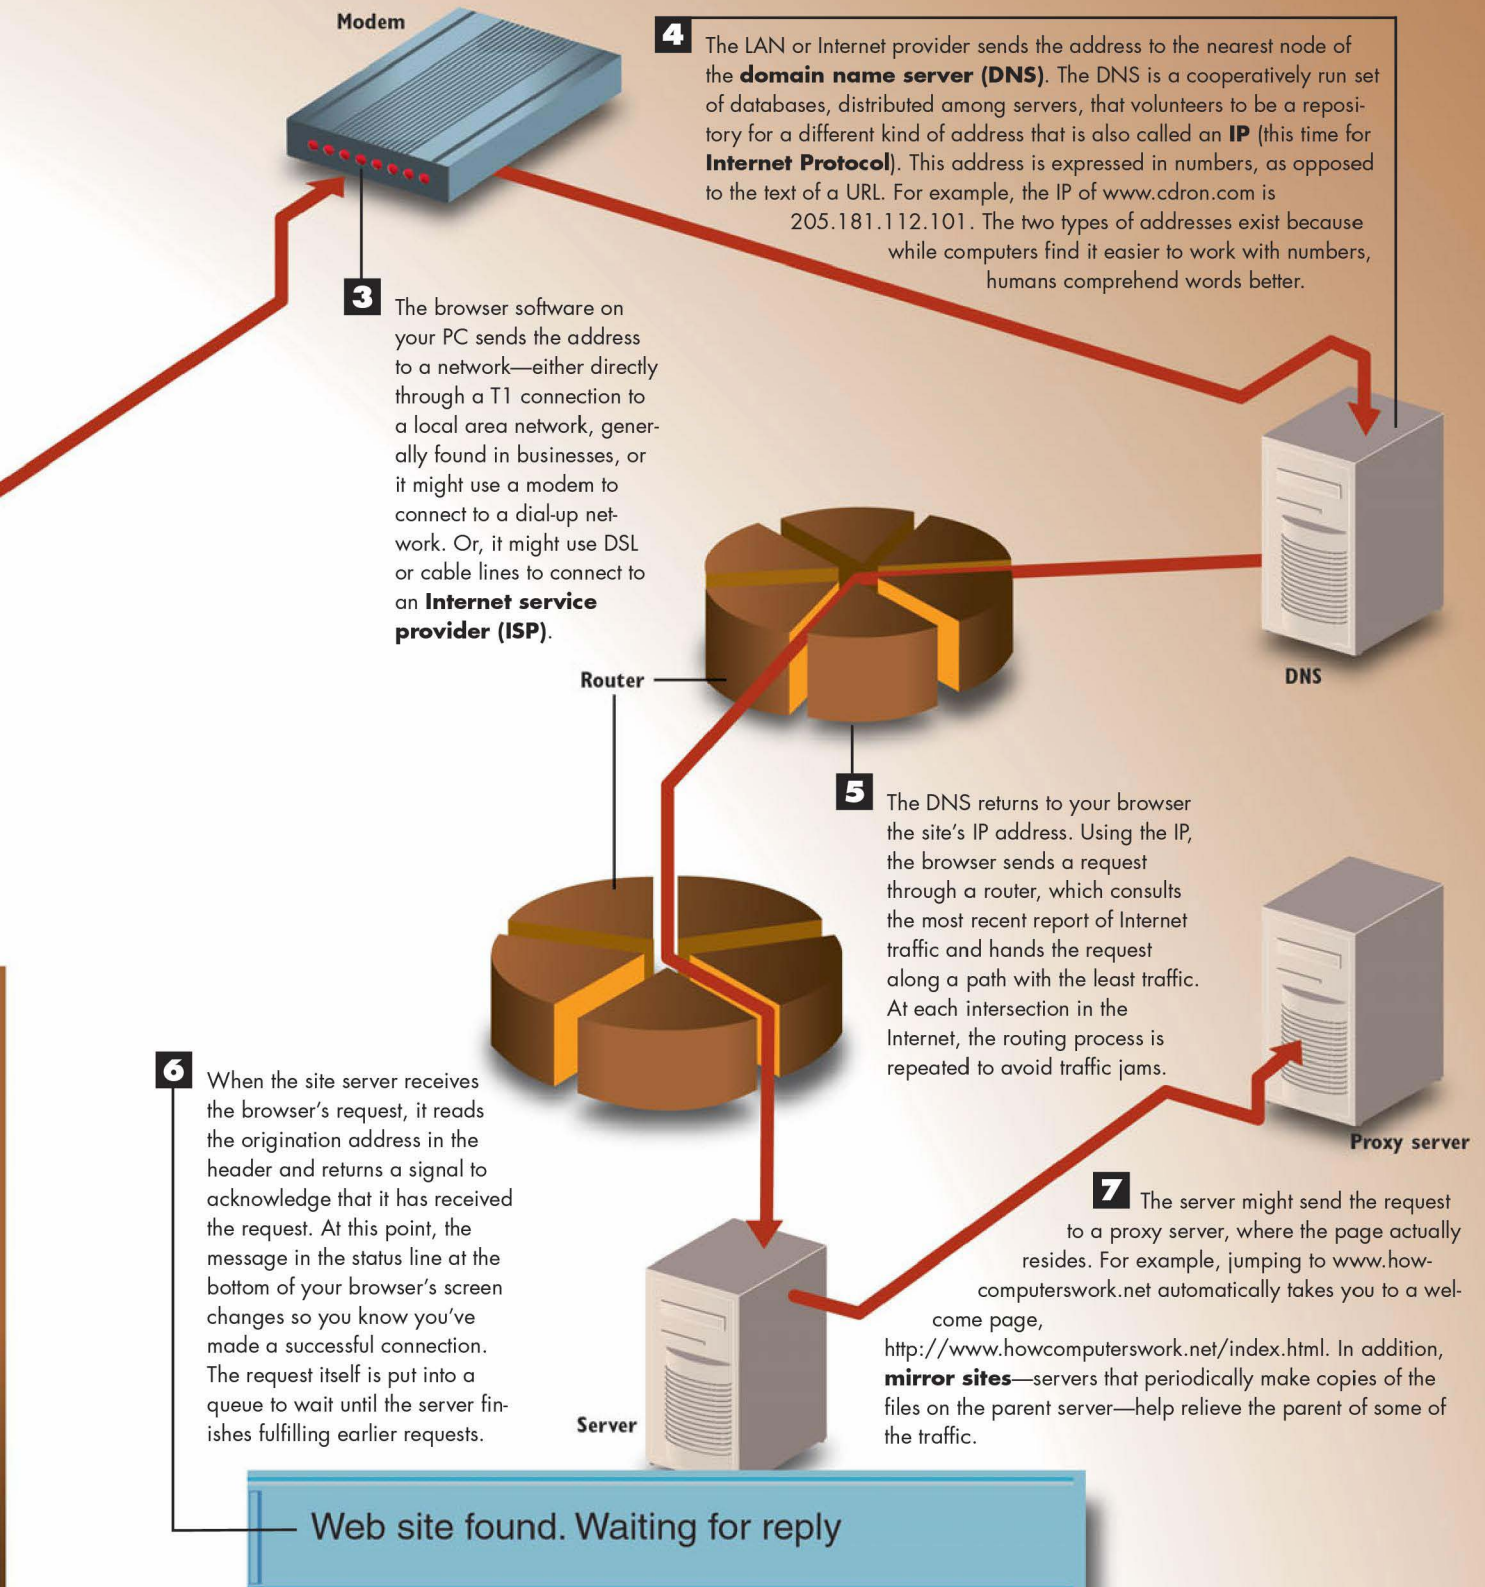 Modem
4
The LAN or Internet provider sends the address to the nearest node of
the domain name server (DNS). The DNS is a cooperatively run set
of databases, distributed among servers, that volunteers to be a reposi-
tory for a different kind of address that is also called an IP (this time for
Internet Protocol). This address is expressed in numbers, as opposed
to the text of a URL. For example, the IP of www.cdron.com is
205.181.112.101. The two types of addresses exist because
while computers find it easier to work with numbers,
humans comprehend words better.
3
The browser software on
your PC sends the address
to a network—either directly
through a T1 connection to
a local area network, gener-
ally found in businesses, or
it might use a modem to
connect to a dial-up net-
work. Or, it might use DSL
or cable lines to connect to
an Internet service
provider (ISP).
Router
DNS
5
The DNS returns to your browser
the site's IP address. Using the IP,
the browser sends a request
through a router, which consults
the most recent report of Internet
traffic and hands the request
along a path with the least traffic.
At each intersection in the
Internet, the routing process is
repeated to avoid traffic jams.
6
When the site server receives
the browser's request, it reads
the origination address in the
header and returns a signal to
acknowledge that it has received
the request. At this point, the
message in the status line at the
bottom of your browser's screen
changes so you know you've
made a successful connection.
The request itself is put into a
queue to wait until the server fin-
ishes fulfilling earlier requests.
Proxy server
7
The server might send the request
to a proxy server, where the page actually
resides. For example, jumping to www.how-
computerswork.net automatically takes you to a wel-
come page,
http://www.howcomputerswork.net/index.html. In addition,
mirror sites—servers that periodically make copies of the
files on the parent server—help relieve the parent of some of
the traffic.
Server
Web site found. Waiting for reply